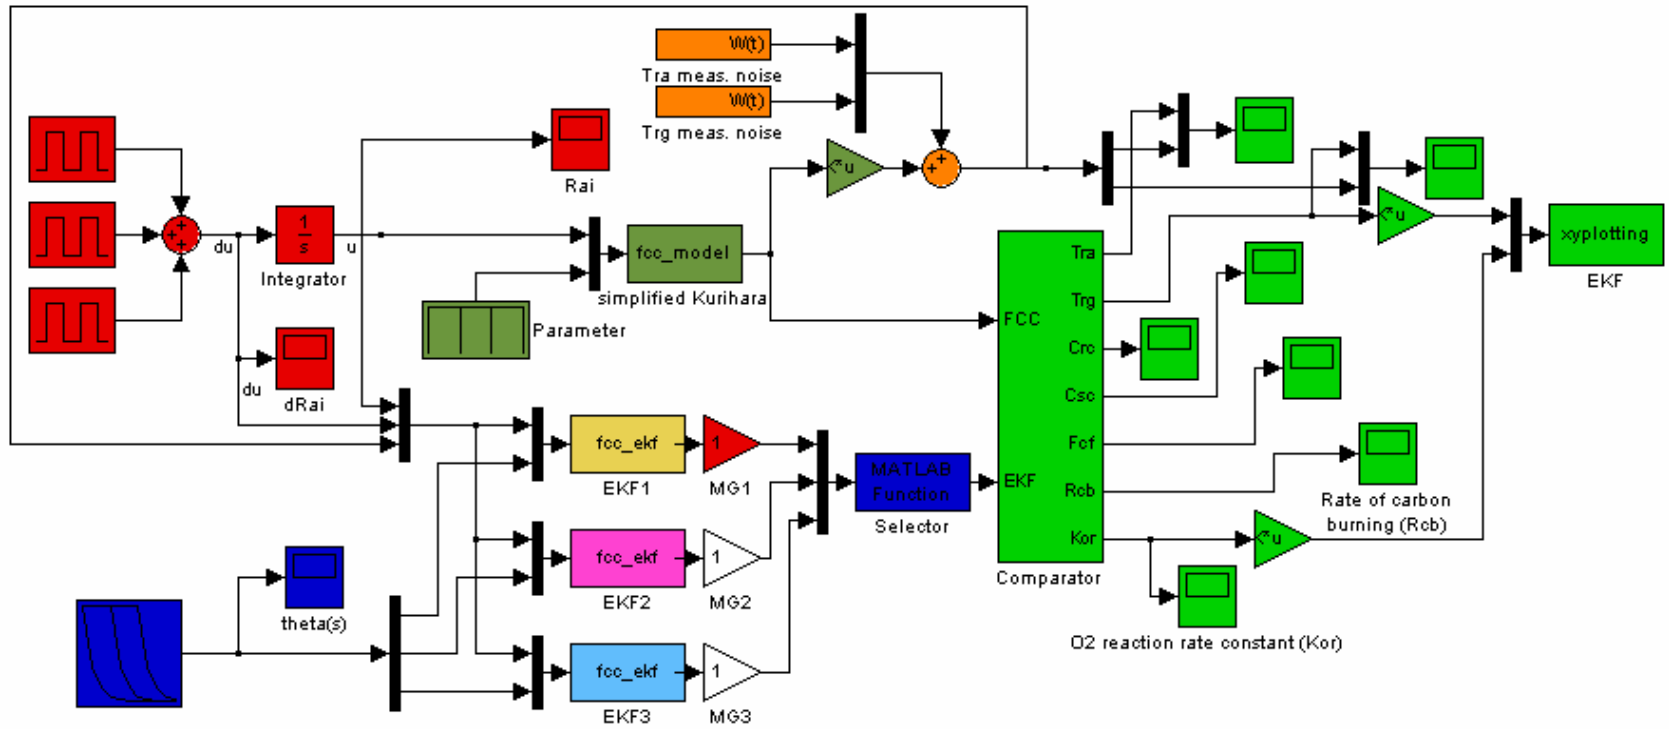 W(t)
Tra meas. noise
W(t)
Trg meas. noise
Rai
u
du
1
s
Integrator
u
fcc_model
simplified Kurihara
Parameter
du
dRai
FCC
EKF
Tra
Trg
Crc
Csc
Fcf
Rcb
Kor
Comparator
u
xyplotting
EKF
Rate of carbon
burning (Rcb)
u
O2 reaction rate constant (Kor)
fcc_ekf
EKF1
1
MG1
fcc_ekf
EKF2
1
MG2
fcc_ekf
EKF3
1
MG3
MATLAB
Function
Selector
theta(s)